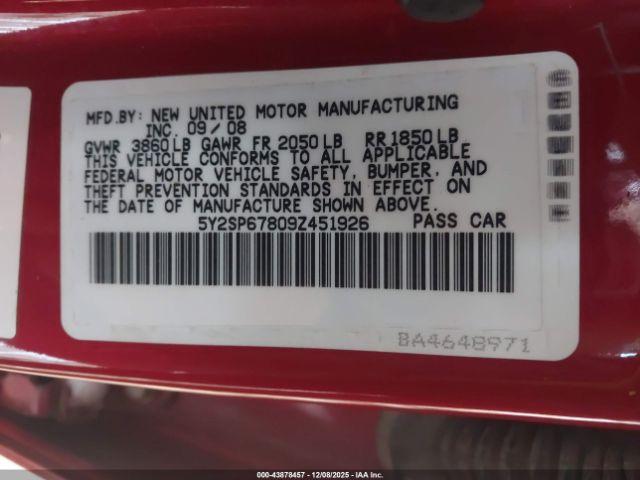 MFD.BY: NEW UNITED MOTOR MANUFACTURING
INC. 09/08
GVWR 3860LB GAWR FR 2050LB RR 1850LB
THIS VEHICLE CONFORMS TO ALL APPLICABLE
FEDERAL MOTOR VEHICLE SAFETY, BUMPER, AND
THEFT PREVENTION STANDARDS IN EFFECT ON
THE DATE OF MANUFACTURE SHOWN ABOVE.
5Y2SP67809Z451926 PASS CAR
BA4648971
000-43878457 - 12/08/2025 - IAA Inc.